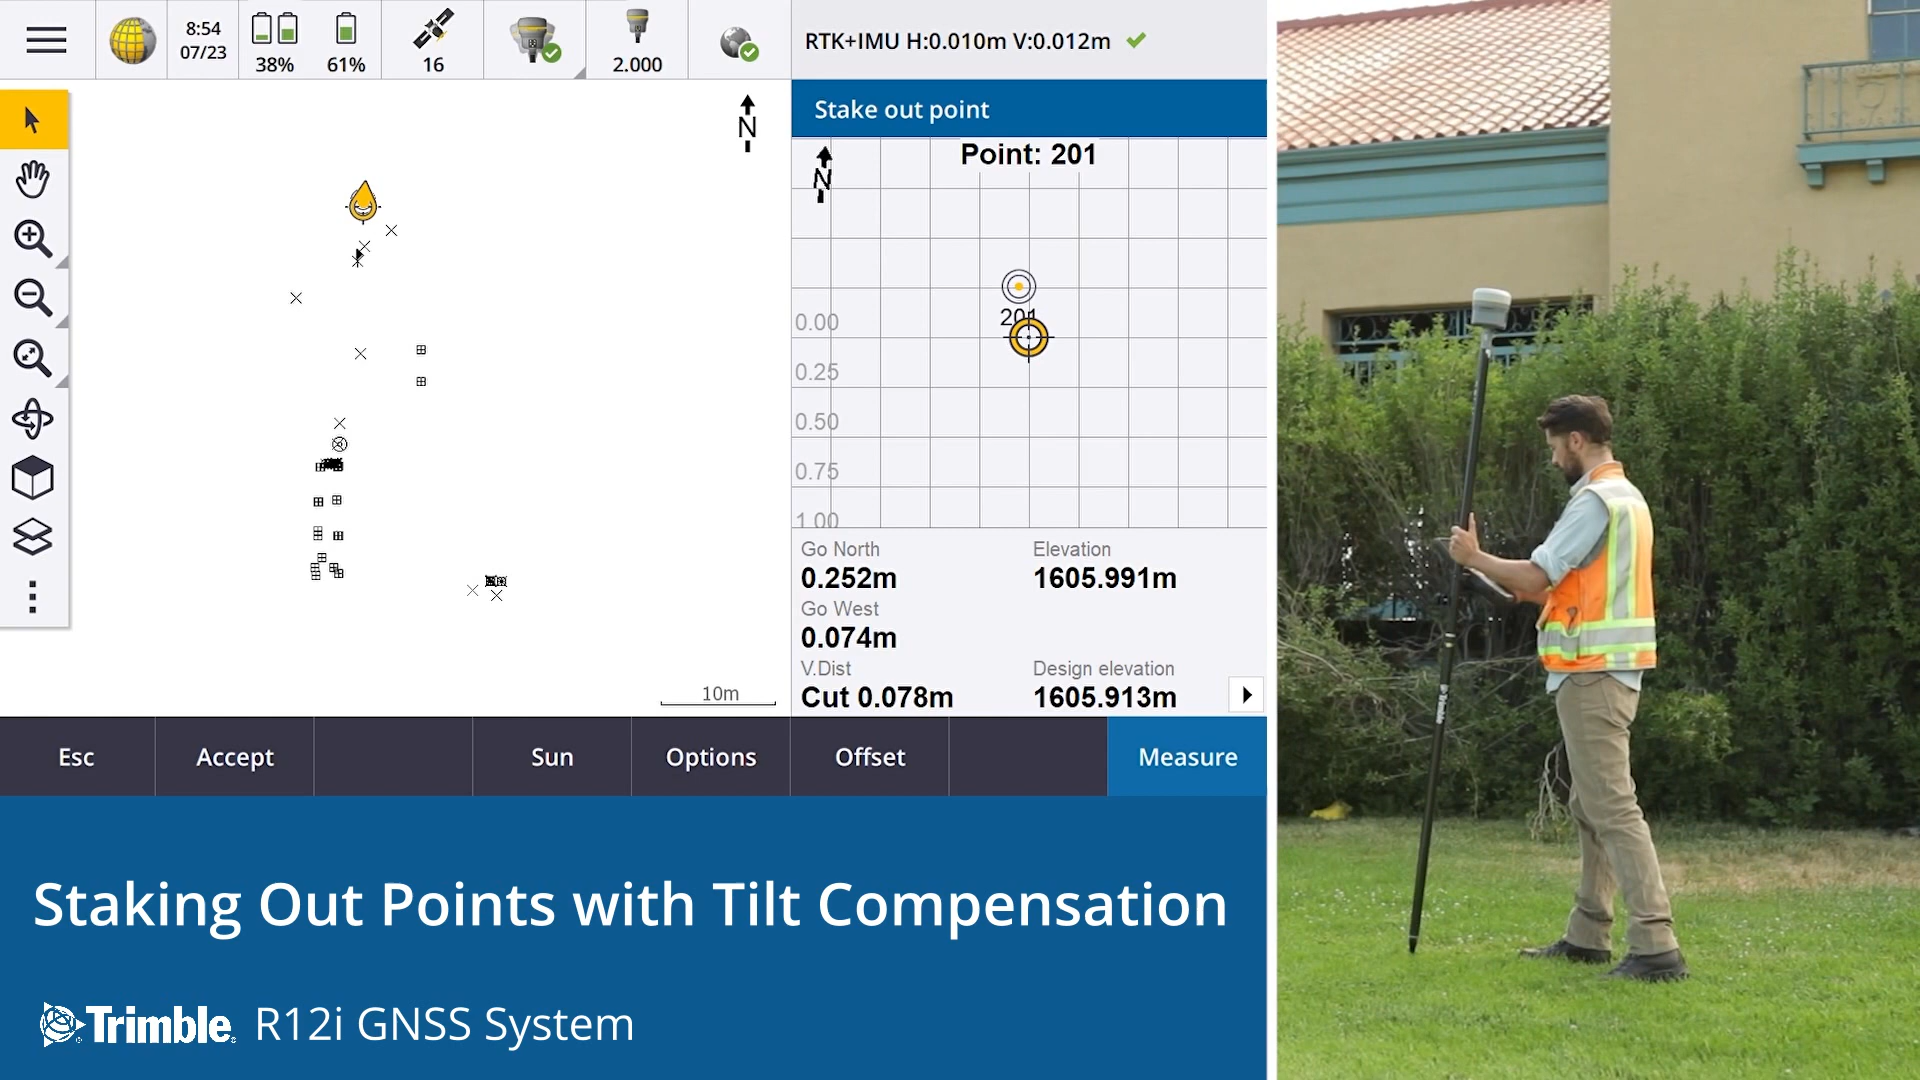 8:54
07/23
38%
61%
16
2.000
RTK+IMU H:0.010m V:0.012m
N
10m
Stake out point
Point: 201
N
201
0.00
0.25
0.50
0.75
1.00
Go North
0.252m
Elevation
1605.991m
Go West
0.074m
V.Dist
Cut 0.078m
Design elevation
1605.913m
Esc
Accept
Sun
Options
Offset
Measure
Staking Out Points with Tilt Compensation
Trimble. R12i GNSS System